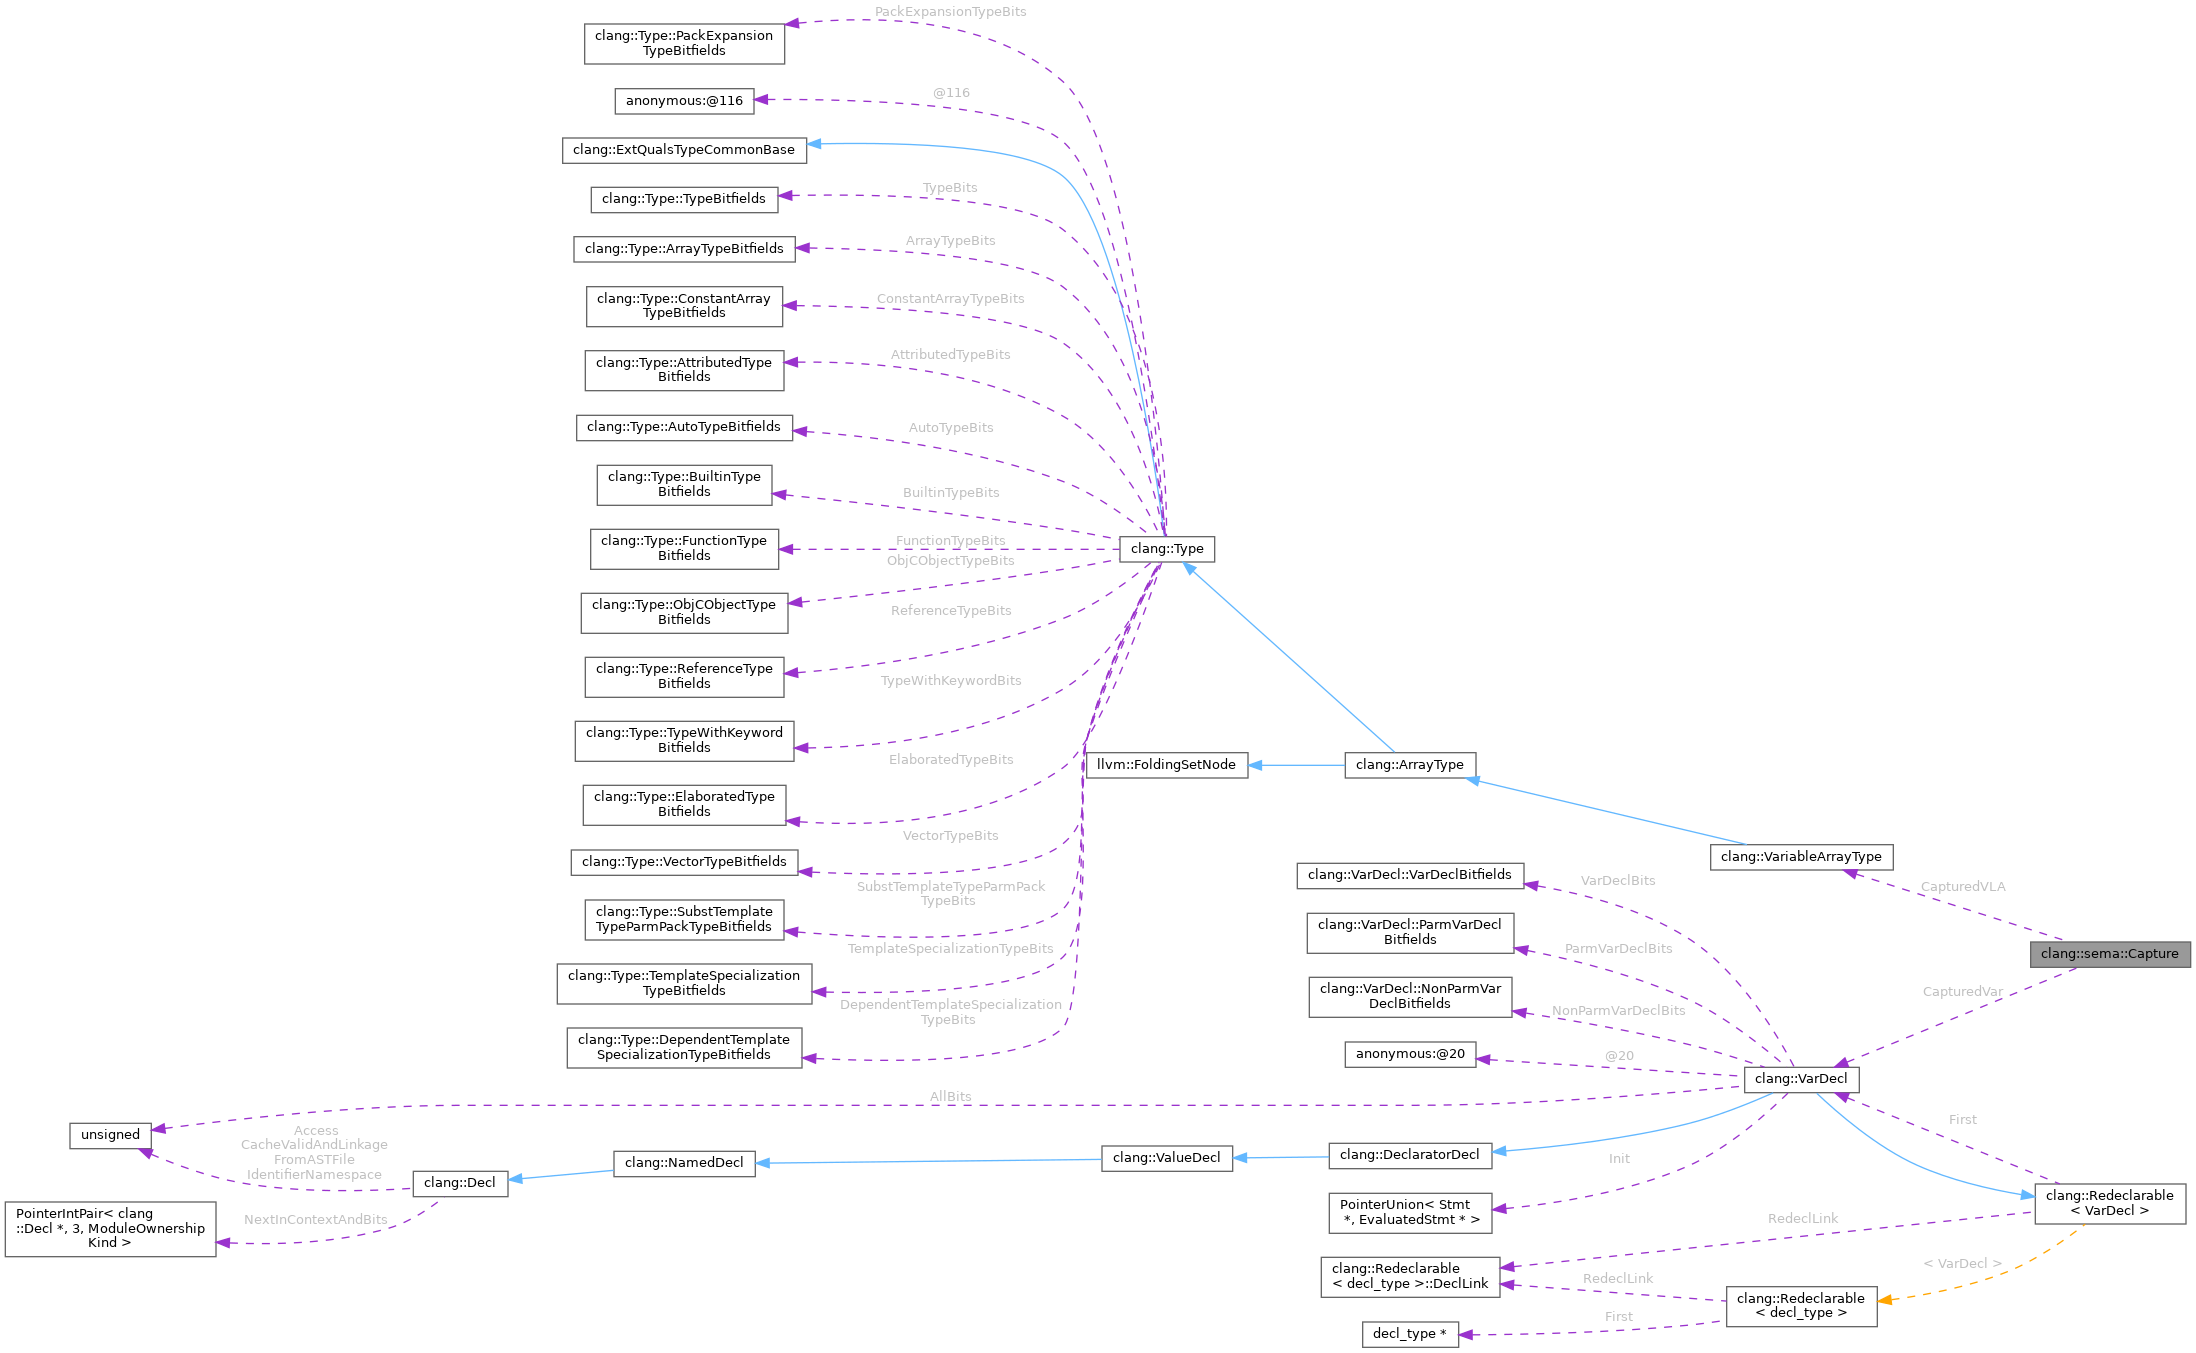 PackExpansionTypeBits
clang::Type::PackExpansion
TypeBitfields
@116
anonymous:@116
clang::ExtQualsTypeCommonBase
TypeBits
clang::Type::TypeBitfields
ArrayTypeBits
clang::Type::ArrayTypeBitfields
ConstantArrayTypeBits
clang::Type::ConstantArray
TypeBitfields
AttributedTypeBits
clang::Type::AttributedType
Bitfields
AutoTypeBits
clang::Type::AutoTypeBitfields
BuiltinTypeBits
clang::Type::BuiltinType
Bitfields
FunctionTypeBits
clang::Type::FunctionType
Bitfields
clang::Type
ObjCObjectTypeBits
clang::Type::ObjCObjectType
Bitfields
ReferenceTypeBits
clang::Type::ReferenceType
Bitfields
TypeWithKeywordBits
clang::Type::TypeWithKeyword
Bitfields
ElaboratedTypeBits
llvm::FoldingSetNode
clang::ArrayType
clang::Type::ElaboratedType
Bitfields
VectorTypeBits
clang::Type::VectorTypeBitfields
clang::VariableArrayType
clang::VarDecl::VarDeclBitfields
VarDeclBits
CapturedVLA
SubstTemplateTypeParmPack
TypeBits
clang::Type::SubstTemplate
TypeParmPackTypeBitfields
clang::VarDecl::ParmVarDecl
Bitfields
ParmVarDeclBits
clang::sema::Capture
TemplateSpecializationTypeBits
clang::Type::TemplateSpecialization
TypeBitfields
clang::VarDecl::NonParmVar
DeclBitfields
NonParmVarDeclBits
CapturedVar
DependentTemplateSpecialization
TypeBits
clang::Type::DependentTemplate
SpecializationTypeBitfields
anonymous:@20
@20
clang::VarDecl
AllBits
unsigned
Access
CacheValidAndLinkage
FromASTFile
IdentifierNamespace
clang::Decl
clang::NamedDecl
clang::ValueDecl
clang::DeclaratorDecl
Init
First
PointerIntPair< clang
::Decl *, 3, ModuleOwnership
Kind >
NextInContextAndBits
PointerUnion< Stmt
*, EvaluatedStmt * >
clang::Redeclarable
< VarDecl >
RedeclLink
clang::Redeclarable
< decl_type >::DeclLink
RedeclLink
< VarDecl >
clang::Redeclarable
< decl_type >
First
decl_type *